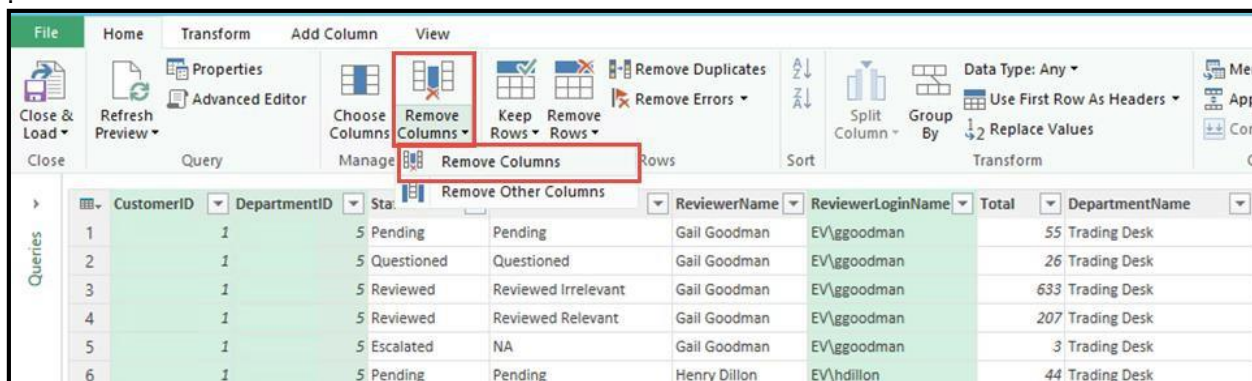 .
File Home Transform Add Column View
Properties
Advanced Editor
Close & Load
Refresh Preview
Choose Columns
Remove Columns
Keep Rows
Remove Rows
Remove Duplicates
Remove Errors
Split Column
Group By
Data Type: Any
Use First Row As Headers
Replace Values
Close Query Manage Rows Sort Transform
Remove Columns
Remove Other Columns
Queries
CustomerID DepartmentID Sta ReviewerName ReviewerLoginName Total DepartmentName
1 1 5 Pending Pending Gail Goodman EV\ggoodman 55 Trading Desk
2 1 5 Questioned Questioned Gail Goodman EV\ggoodman 26 Trading Desk
3 1 5 Reviewed Reviewed Irrelevant Gail Goodman EV\ggoodman 633 Trading Desk
4 1 5 Reviewed Reviewed Relevant Gail Goodman EV\ggoodman 207 Trading Desk
5 1 5 Escalated NA Gail Goodman EV\ggoodman 3 Trading Desk
6 1 5 Pending Pending Henry Dillon EV\hdillon 44 Trading Desk